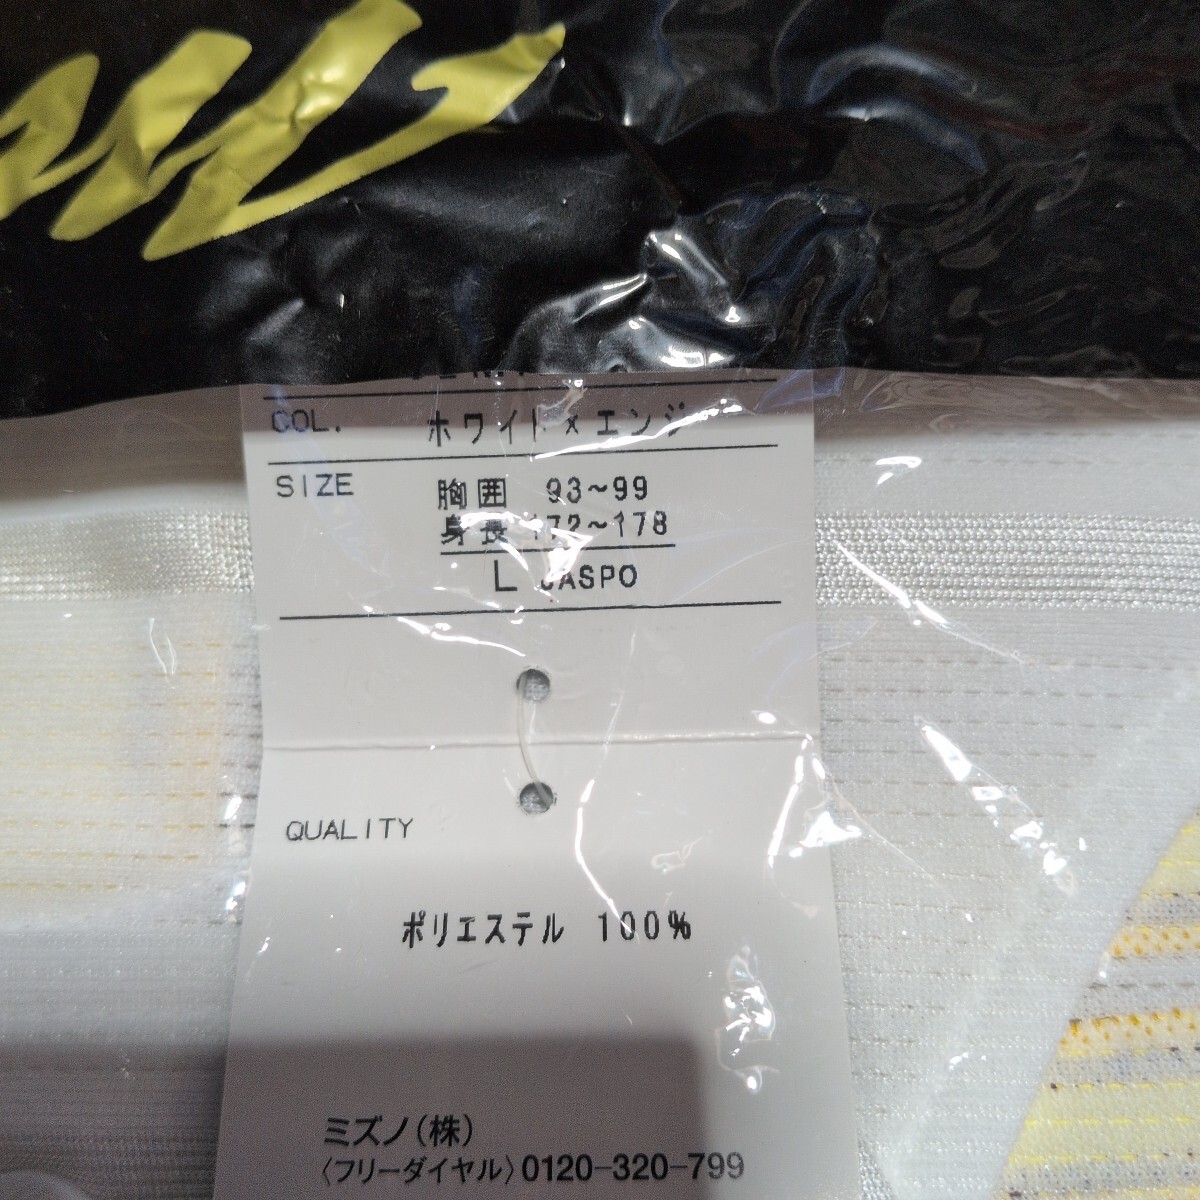 COL. ホワイト×エンジ
SIZE 胸囲 93~99
身長 172~178
L JASPO
QUALITY
ポリエステル 100%
ミズノ(株)
〈フリーダイヤル〉0120-320-799